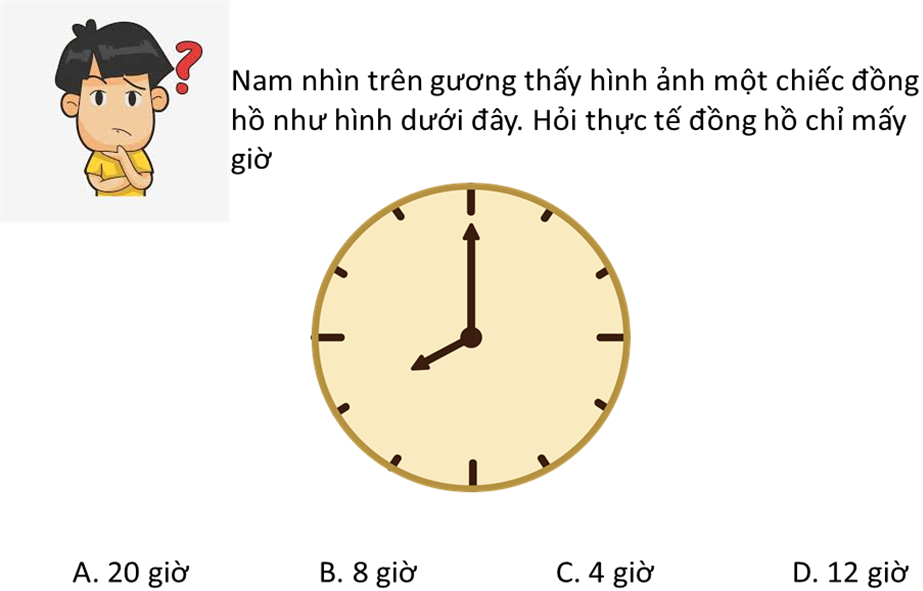 Nam nhìn trên gương thấy hình ảnh một chiếc đồng
hồ như hình dưới đây. Hỏi thực tế đồng hồ chỉ mấy
giờ
A. 20 giờ B. 8 giờ C. 4 giờ D. 12 giờ